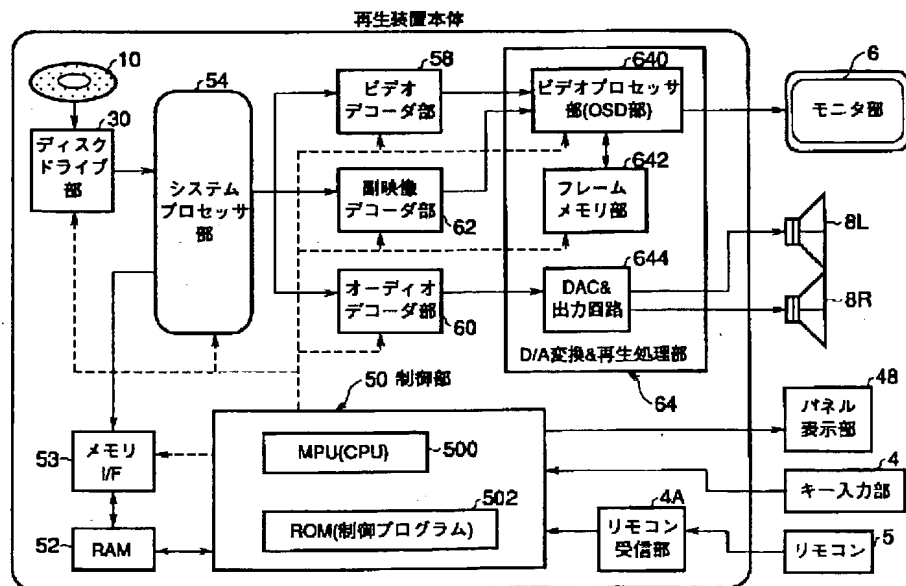 再生装置本体
10
54
58
640
6
30
ビデオ
デコーダ部
ビデオプロセッサ
部(OSD部)
モニタ部
ディスク
ドライブ
部
システム
プロセッサ
部
副映像
デコーダ部
62
642
フレーム
メモリ部
8L
644
オーディオ
デコーダ部
60
DAC&
出力回路
8R
D/A変換&再生処理部
64
50 制御部
48
パネル
表示部
53
メモリ
I/F
MPU(CPU)
500
4
キー入力部
502
ROM(制御プログラム)
4A
リモコン
受信部
52
RAM
5
リモコン